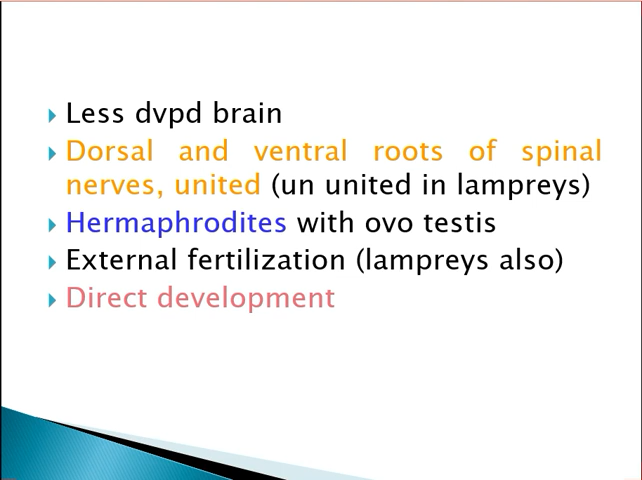 Less dvpd brain
Dorsal and ventral roots of spinal
nerves, united (un united in lampreys)
Hermaphrodites with ovo testis
External fertilization (lampreys also)
Direct development